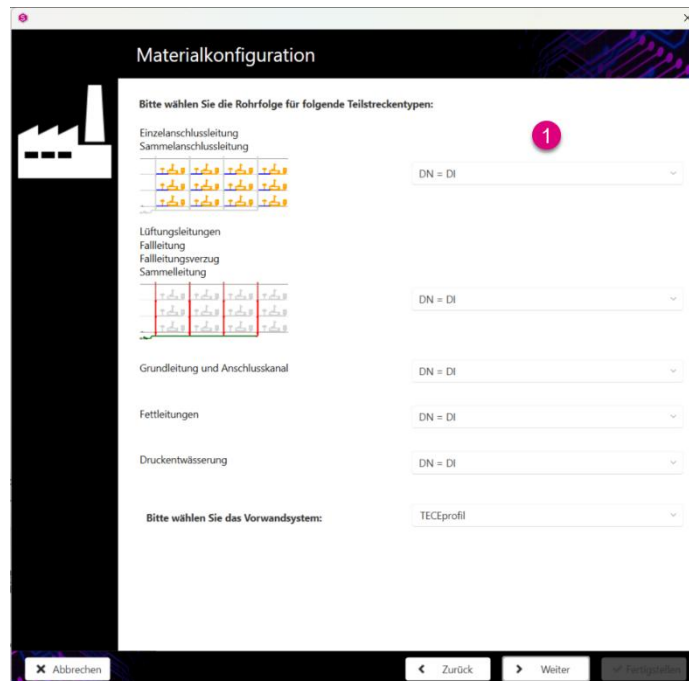 Materialkonfiguration
Bitte wählen Sie die Rohrfolge für folgende Teilstreckentypen:
Einzelanschlussleitung
Sammelanschlussleitung
1
DN = DI
Lüftungsleitungen
Fallleitung
Fallleitungsverzug
Sammelleitung
DN = DI
Grundleitung und Anschlusskanal
DN = DI
Fettleitungen
DN = DI
Druckentwässerung
DN = DI
Bitte wählen Sie das Vorwandsystem:
TECEprofil
Abbrechen
Zurück
Weiter
Fertigstellen